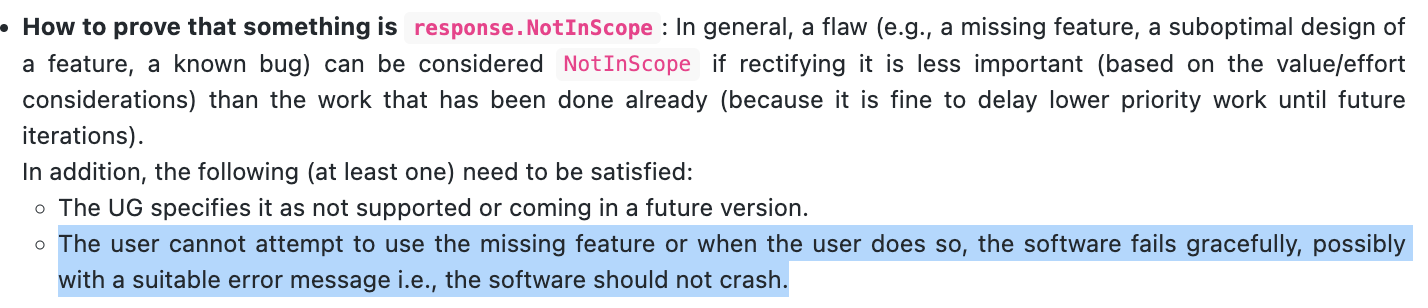 • How to prove that something is response.NotInScope : In general, a flaw (e.g., a missing feature, a suboptimal design of
a feature, a known bug) can be considered NotInScope if rectifying it is less important (based on the value/effort
considerations) than the work that has been done already (because it is fine to delay lower priority work until future
iterations).
In addition, the following (at least one) need to be satisfied:
◦ The UG specifies it as not supported or coming in a future version.
◦ The user cannot attempt to use the missing feature or when the user does so, the software fails gracefully, possibly
with a suitable error message i.e., the software should not crash.